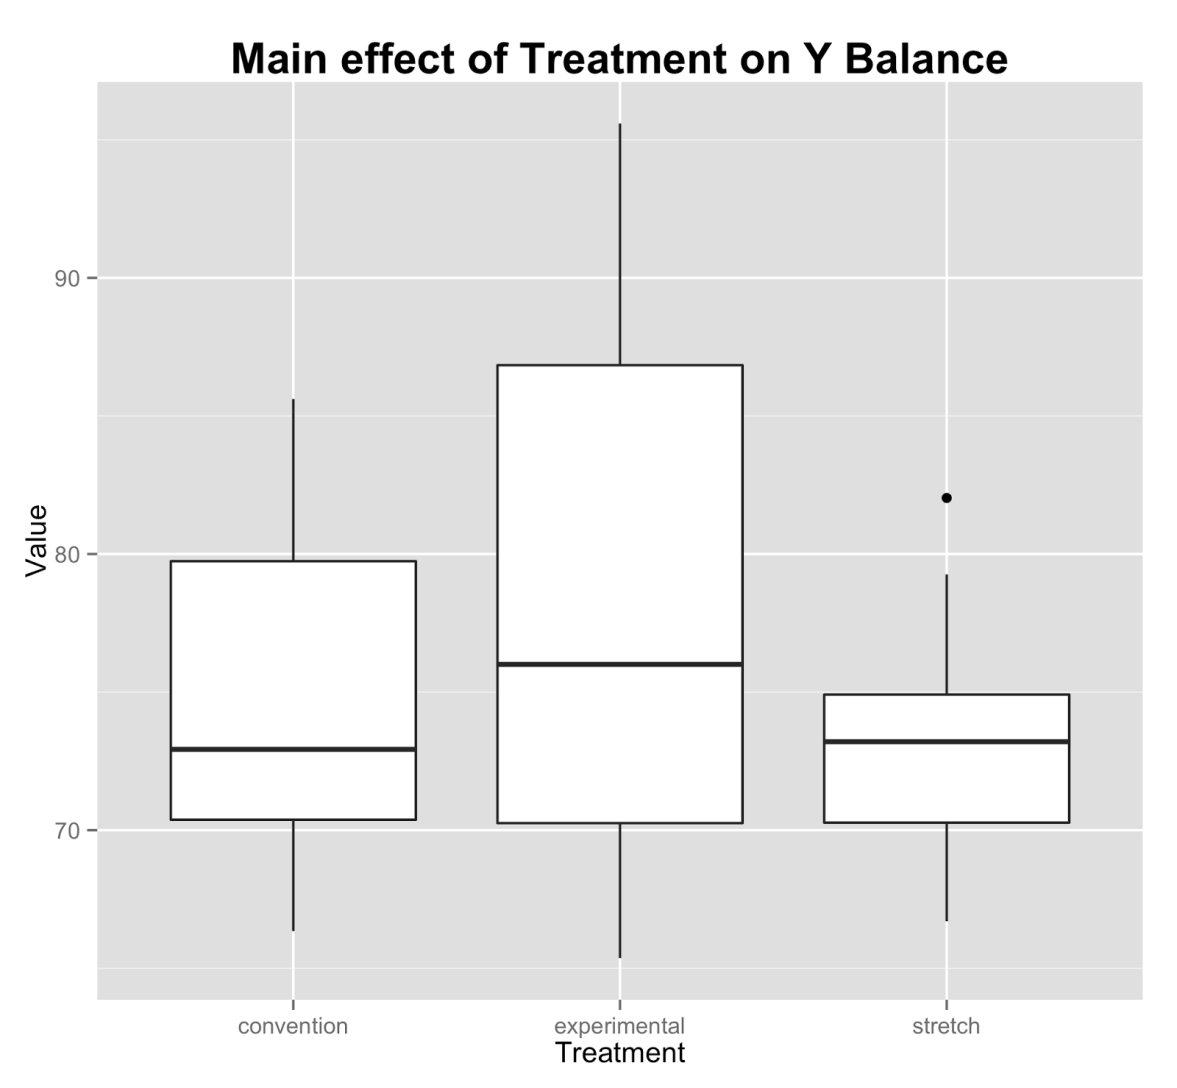 Main effect of Treatment on Y Balance
90
80
70
Value
convention experimental stretch
Treatment